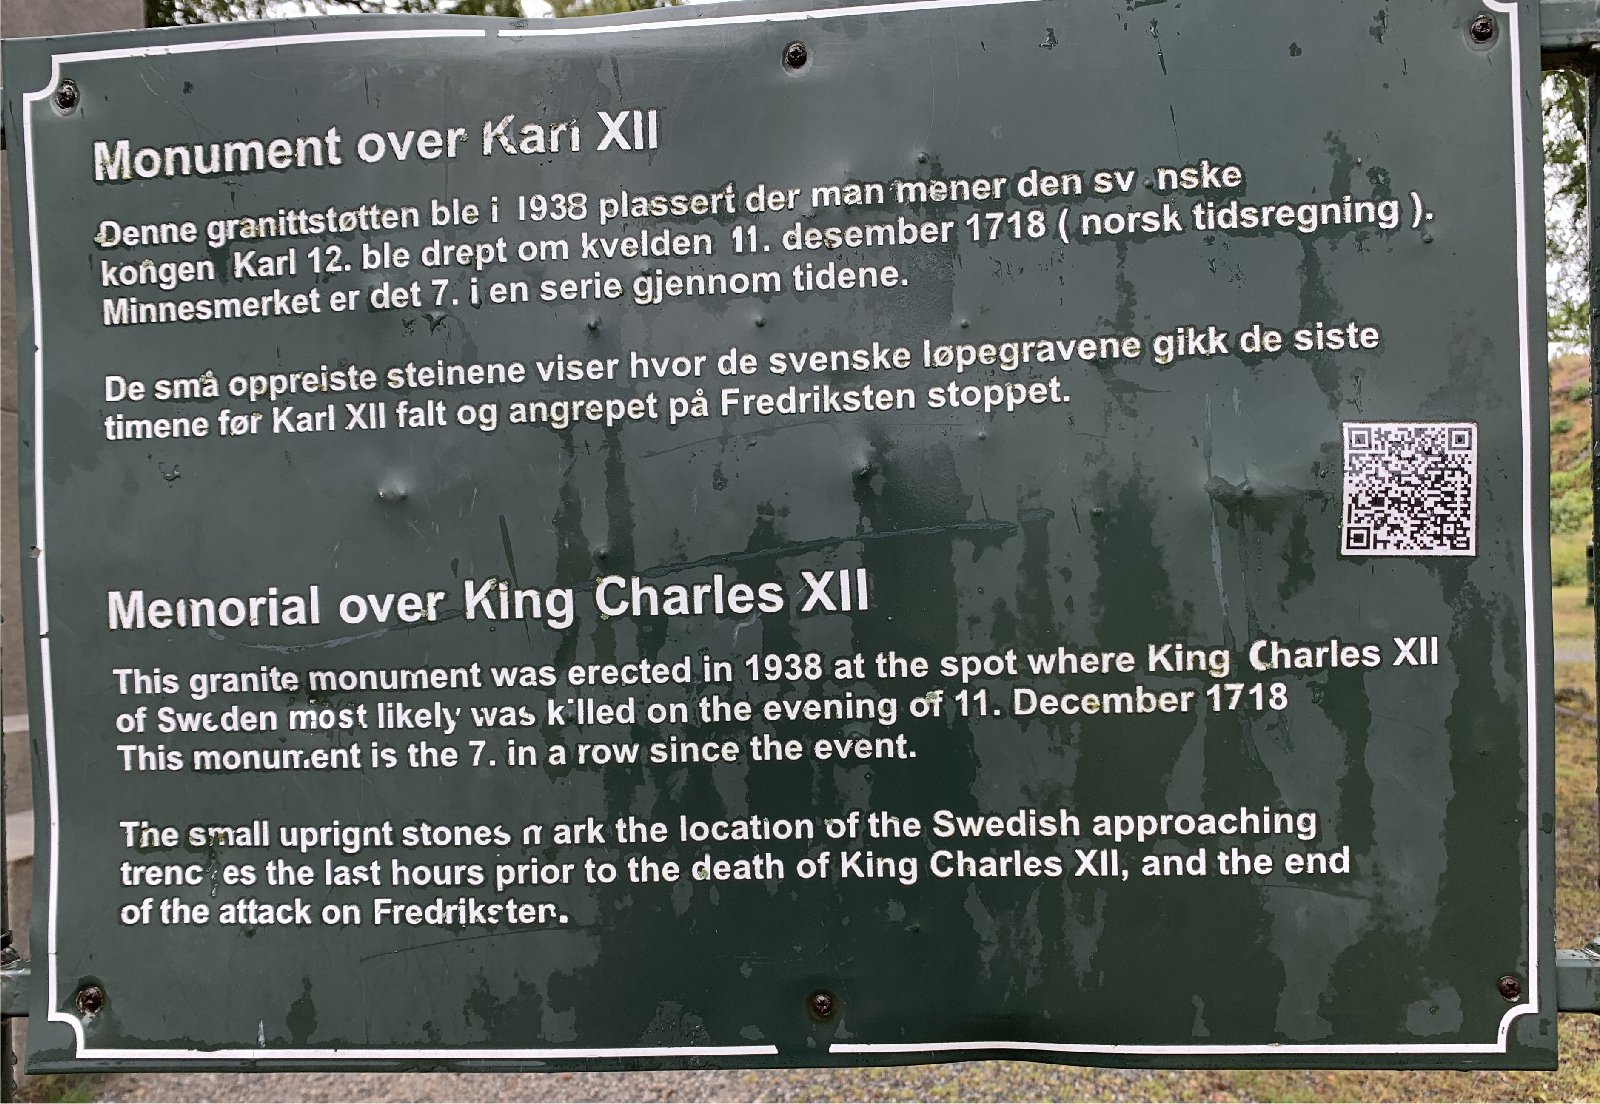 Monument over Karl XII
Denne granittstøtten ble i 1938 plassert der man mener den svenske
kongen Karl 12. ble drept om kvelden 11. desember 1718 ( norsk tidsregning ).
Minnesmerket er det 7. i en serie gjennom tidene.
De små oppreiste steinene viser hvor de svenske løpegravene gikk de siste
timene før Karl XII falt og angrepet på Fredriksten stoppet.
Memorial over King Charles XII
This granite monument was erected in 1938 at the spot where King Charles XII
of Sweden most likely was killed on the evening of 11. December 1718
This monument is the 7. in a row since the event.
The small upright stones mark the location of the Swedish approaching
trenches the last hours prior to the death of King Charles XII, and the end
of the attack on Fredriksten.